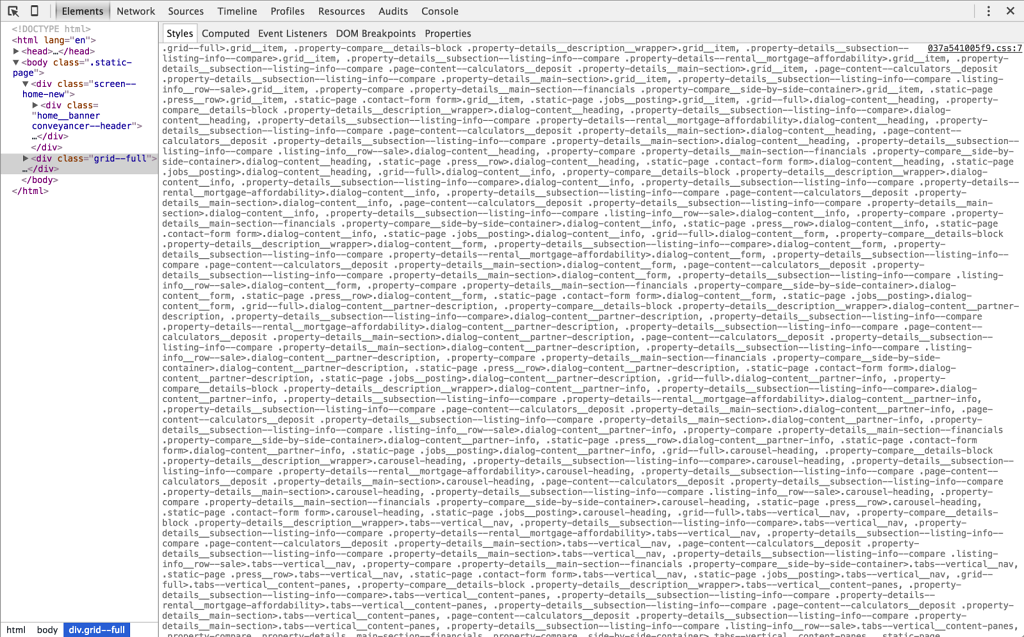 Elements Network Sources Timeline Profiles Resources Audits Console
<!DOCTYPE html>
<html lang="en">
<head>…</head>
<body class=".static-
page">
<div class="screen--
home-new">
<div class=
"home__banner
conveyancer--header">
…</div>
</div>
<div class="grid--full">
…</div>
</body>
</html>
Styles Computed Event Listeners DOM Breakpoints Properties
037a541005f9.css:7
.grid--full>.grid__item, .property-compare__details-block .property-details__description_wrapper>.grid__item, .property-details__subsection--
listing-info--compare>.grid__item, .property-details__subsection--listing-info--compare .property-details--rental__mortgage-affordability>.grid__item, .property-
details__subsection--listing-info--compare .page-content--calculators__deposit .property-details__main-section>.grid__item, .page-content--calculators__deposit
.property-details__subsection--listing-info--compare .property-details__main-section>.grid__item, .property-details__subsection--listing-info--compare .listing-
info__row--sale>.grid__item, .property-compare .property-details__main-section--financials .property-compare__side-by-side-container>.grid__item, .static-page
.press__row>.grid__item, .static-page .contact-form form>.grid__item, .static-page .jobs__posting>.grid__item, .grid--full>.dialog-content__heading, .property-
compare__details-block .property-details__description_wrapper>.dialog-content__heading, .property-details__subsection--listing-info--compare>.dialog-
content__heading, .property-details__subsection--listing-info--compare .property-details--rental__mortgage-affordability>.dialog-content__heading,
.property-details__subsection--listing-info--compare .page-content--calculators__deposit .property-details__main-section>.dialog-content__heading, .page-content--
calculators__deposit .property-details__subsection--listing-info--compare .property-details__main-section>.dialog-content__heading, .property-details__subsection--
listing-info--compare .listing-info__row--sale>.dialog-content__heading, .property-compare .property-details__main-section--financials .property-compare__side-by-
side-container>.dialog-content__heading, .static-page .press__row>.dialog-content__heading, .static-page .contact-form form>.dialog-content__heading, .static-page
.jobs__posting>.dialog-content__heading, .grid--full>.dialog-content__info, .property-compare__details-block .property-details__description_wrapper>.dialog-
content__info, .property-details__subsection--listing-info--compare>.dialog-content__info, .property-details__subsection--listing-info--compare .property-details--
rental__mortgage-affordability>.dialog-content__info, .property-details__subsection--listing-info--compare .page-content--calculators__deposit .property-
details__main-section>.dialog-content__info, .page-content--calculators__deposit .property-details__subsection--listing-info--compare .property-details__main-
section>.dialog-content__info, .property-details__subsection--listing-info--compare .listing-info__row--sale>.dialog-content__info, .property-compare .property-
details__main-section--financials .property-compare__side-by-side-container>.dialog-content__info, .static-page .press__row>.dialog-content__info, .static-page
.contact-form form>.dialog-content__info, .static-page .jobs__posting>.dialog-content__info, .grid--full>.dialog-content__form, .property-compare__details-block
.property-details__description_wrapper>.dialog-content__form, .property-details__subsection--listing-info--compare>.dialog-content__form, .property-
details__subsection--listing-info--compare .property-details--rental__mortgage-affordability>.dialog-content__form, .property-details__subsection--listing-info--
compare .page-content--calculators__deposit .property-details__main-section>.dialog-content__form, .page-content--calculators__deposit .property-
details__subsection--listing-info--compare .property-details__main-section>.dialog-content__form, .property-details__subsection--listing-info--compare .listing-
info__row--sale>.dialog-content__form, .property-compare .property-details__main-section--financials .property-compare__side-by-side-container>.dialog-
content__form, .static-page .press__row>.dialog-content__form, .static-page .contact-form form>.dialog-content__form, .static-page .jobs__posting>.dialog-
content__form, .grid--full>.dialog-content__partner-description, .property-compare__details-block .property-details__description_wrapper>.dialog-content__partner-
description, .property-details__subsection--listing-info--compare>.dialog-content__partner-description, .property-details__subsection--listing-info--compare
.property-details--rental__mortgage-affordability>.dialog-content__partner-description, .property-details__subsection--listing-info--compare .page-content--
calculators__deposit .property-details__main-section>.dialog-content__partner-description, .page-content--calculators__deposit .property-details__subsection--
listing-info--compare .property-details__main-section>.dialog-content__partner-description, .property-details__subsection--listing-info--compare .listing-
info__row--sale>.dialog-content__partner-description, .property-compare .property-details__main-section--financials .property-compare__side-by-side-
container>.dialog-content__partner-description, .static-page .press__row>.dialog-content__partner-description, .static-page .contact-form form>.dialog-
content__partner-description, .static-page .jobs__posting>.dialog-content__partner-description, .grid--full>.dialog-content__partner-info, .property-
compare__details-block .property-details__description_wrapper>.dialog-content__partner-info, .property-details__subsection--listing-info--compare>.dialog-
content__partner-info, .property-details__subsection--listing-info--compare .property-details--rental__mortgage-affordability>.dialog-content__partner-info,
.property-details__subsection--listing-info--compare .page-content--calculators__deposit .property-details__main-section>.dialog-content__partner-info, .page-
content--calculators__deposit .property-details__subsection--listing-info--compare .property-details__main-section>.dialog-content__partner-info, .property-
details__subsection--listing-info--compare .listing-info__row--sale>.dialog-content__partner-info, .property-compare .property-details__main-section--financials
.property-compare__side-by-side-container>.dialog-content__partner-info, .static-page .press__row>.dialog-content__partner-info, .static-page .contact-form
form>.dialog-content__partner-info, .static-page .jobs__posting>.dialog-content__partner-info, .grid--full>.carousel-heading, .property-compare__details-block
.property-details__description_wrapper>.carousel-heading, .property-details__subsection--listing-info--compare>.carousel-heading, .property-details__subsection--
listing-info--compare .property-details--rental__mortgage-affordability>.carousel-heading, .property-details__subsection--listing-info--compare .page-content--
calculators__deposit .property-details__main-section>.carousel-heading, .page-content--calculators__deposit .property-details__subsection--listing-info--compare
.property-details__main-section>.carousel-heading, .property-details__subsection--listing-info--compare .listing-info__row--sale>.carousel-heading, .property-
compare .property-details__main-section--financials .property-compare__side-by-side-container>.carousel-heading, .static-page .press__row>.carousel-heading,
.static-page .contact-form form>.carousel-heading, .static-page .jobs__posting>.carousel-heading, .grid--full>.tabs--vertical__nav, .property-compare__details-
block .property-details__description_wrapper>.tabs--vertical__nav, .property-details__subsection--listing-info--compare>.tabs--vertical__nav, .property-
details__subsection--listing-info--compare .property-details--rental__mortgage-affordability>.tabs--vertical__nav, .property-details__subsection--listing-info--
compare .page-content--calculators__deposit .property-details__main-section>.tabs--vertical__nav, .page-content--calculators__deposit .property-
details__subsection--listing-info--compare .property-details__main-section>.tabs--vertical__nav, .property-details__subsection--listing-info--compare .listing-
info__row--sale>.tabs--vertical__nav, .property-compare .property-details__main-section--financials .property-compare__side-by-side-container>.tabs--vertical__nav,
.static-page .press__row>.tabs--vertical__nav, .static-page .contact-form form>.tabs--vertical__nav, .static-page .jobs__posting>.tabs--vertical__nav, .grid--
full>.tabs--vertical__content-panes, .property-compare__details-block .property-details__description_wrapper>.tabs--vertical__content-panes, .property-
details__subsection--listing-info--compare>.tabs--vertical__content-panes, .property-details__subsection--listing-info--compare .property-details--
rental__mortgage-affordability>.tabs--vertical__content-panes, .property-details__subsection--listing-info--compare .page-content--calculators__deposit .property-
details__main-section>.tabs--vertical__content-panes, .page-content--calculators__deposit .property-details__subsection--listing-info--compare .property-
details__main-section>.tabs--vertical__content-panes, .property-details__subsection--listing-info--compare .listing-info__row--sale>.tabs--vertical__content-panes,
html body div.grid--full